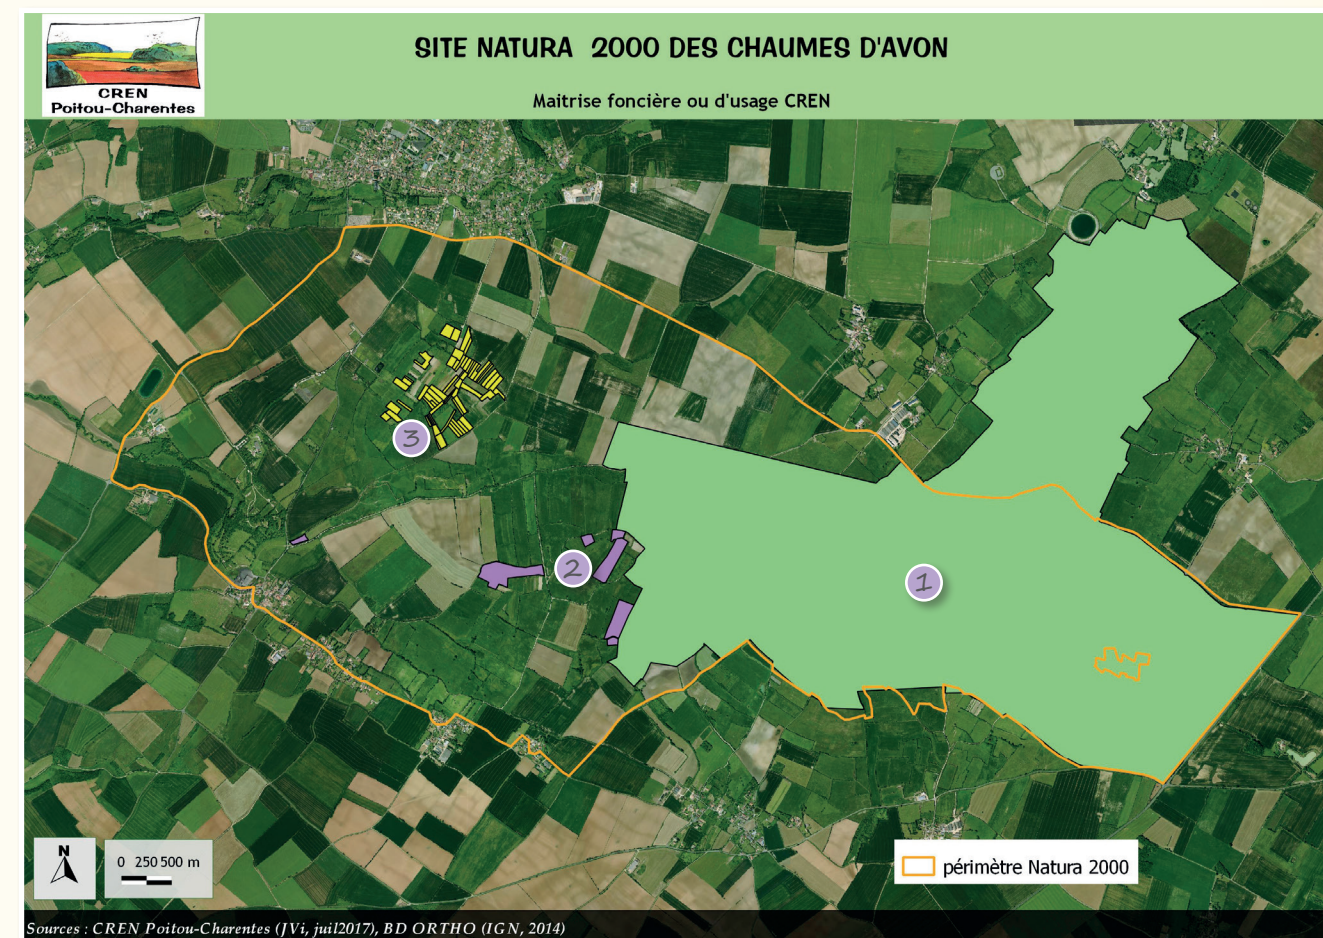 CREN
Poitou-Charentes
SITE NATURA 2000 DES CHAUMES D'AVON
Maitrise foncière ou d'usage CREN
3
2
1
N
0 250 500 m
périmètre Natura 2000
Sources : CREN Poitou-Charentes (JVi, juil2017), BD ORTHO (IGN, 2014)